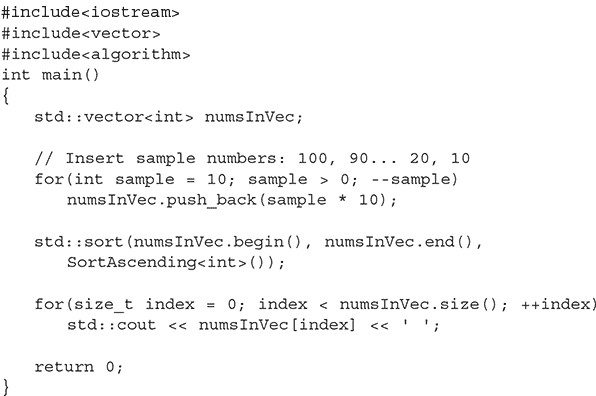 #include<iostream>
#include<vector>
#include<algorithm>
int main()
{
    std::vector<int> numsInVec;

    // Insert sample numbers: 100, 90... 20, 10
    for(int sample = 10; sample > 0; --sample)
        numsInVec.push_back(sample * 10);

    std::sort(numsInVec.begin(), numsInVec.end(),
        SortAscending<int>());

    for(size_t index = 0; index < numsInVec.size(); ++index)
        std::cout << numsInVec[index] << ' ';

    return 0;
}